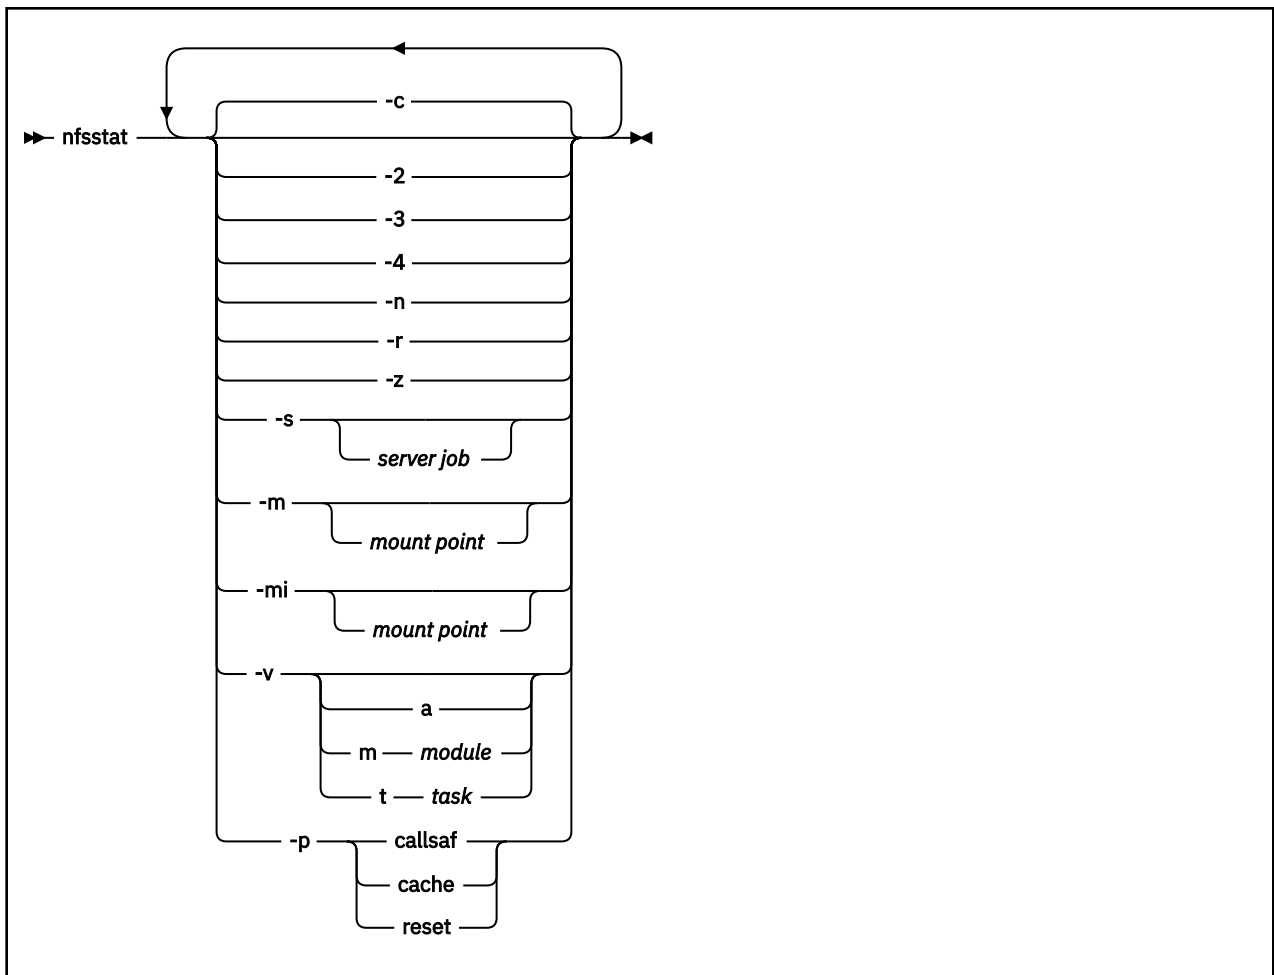 -c
nfsstat
-2
-3
-4
-n
-r
-z
-s
server job
-m
mount point
-mi
mount point
-v
a
m module
t task
-p callsaf
cache
reset